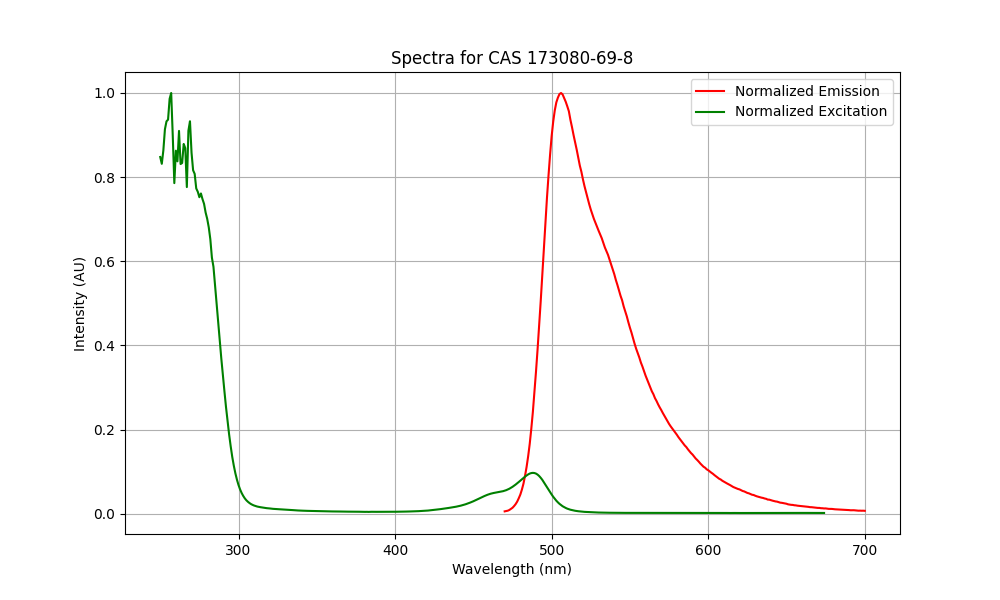 Spectra for CAS 173080-69-8
Normalized Emission
Normalized Excitation
Intensity (AU)
1.0
0.8
0.6
0.4
0.2
0.0
300 400 500 600 700
Wavelength (nm)